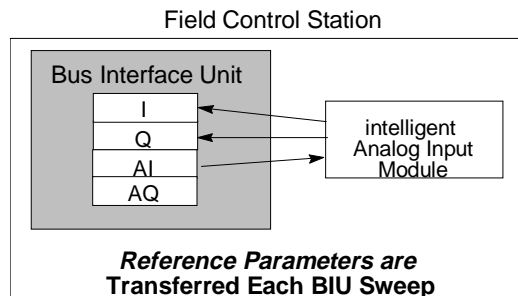 Field Control Station
Bus Interface Unit
I
Q
AI
AQ
intelligent
Analog Input
Module
Reference Parameters are
Transferred Each BIU Sweep